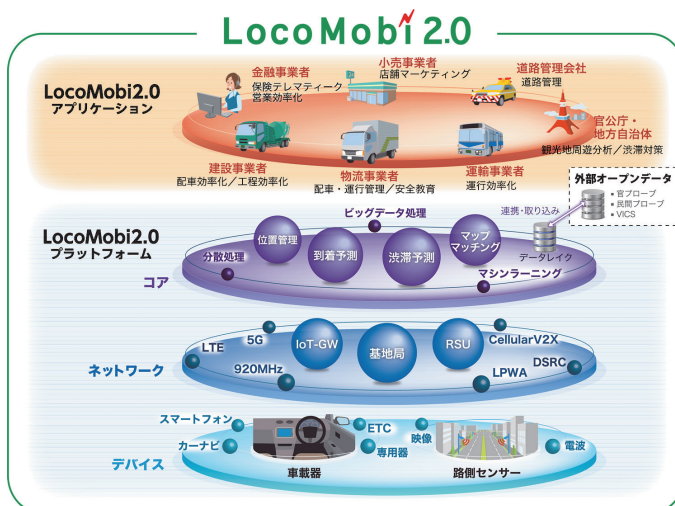 LocoMobi 2.0
LocoMobi2.0
アプリケーション
金融事業者
保険テレマティーク
営業効率化
小売事業者
店舗マーケティング
道路管理会社
道路管理
官公庁・
地方自治体
観光地周遊分析／渋滞対策
建設事業者
配車効率化／工程効率化
物流事業者
配車・運行管理／安全教育
運輸事業者
運行効率化
外部オープンデータ
官プローブ
民間プローブ
VICS
連携・取り込み
データレイク
LocoMobi2.0
プラットフォーム
ビッグデータ処理
位置管理
到着予測
渋滞予測
マップ
マッチング
分散処理
マシンラーニング
コア
5G
LTE
920MHz
IoT-GW
基地局
RSU
CellularV2X
DSRC
LPWA
ネットワーク
スマートフォン
カーナビ
車載器
ETC
専用器
映像
路側センサー
電波
デバイス